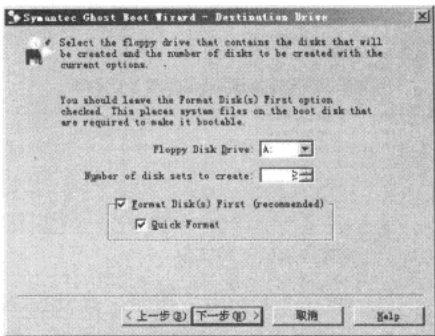 Symantec Ghost Boot Wizard - Destination Drive
Select the floppy drive that contains the disks that will
be created and the number of disks to be created with the
current options.
You should leave the Format Disk(s) First option
checked. This places system files on the boot disk that
are required to make it bootable.
Floppy Disk Drive: A:
Number of disk sets to create:
Format Disk(s) First (recommended)
Quick Format
< 上一步(B) 下一步(N) > 取消 Help